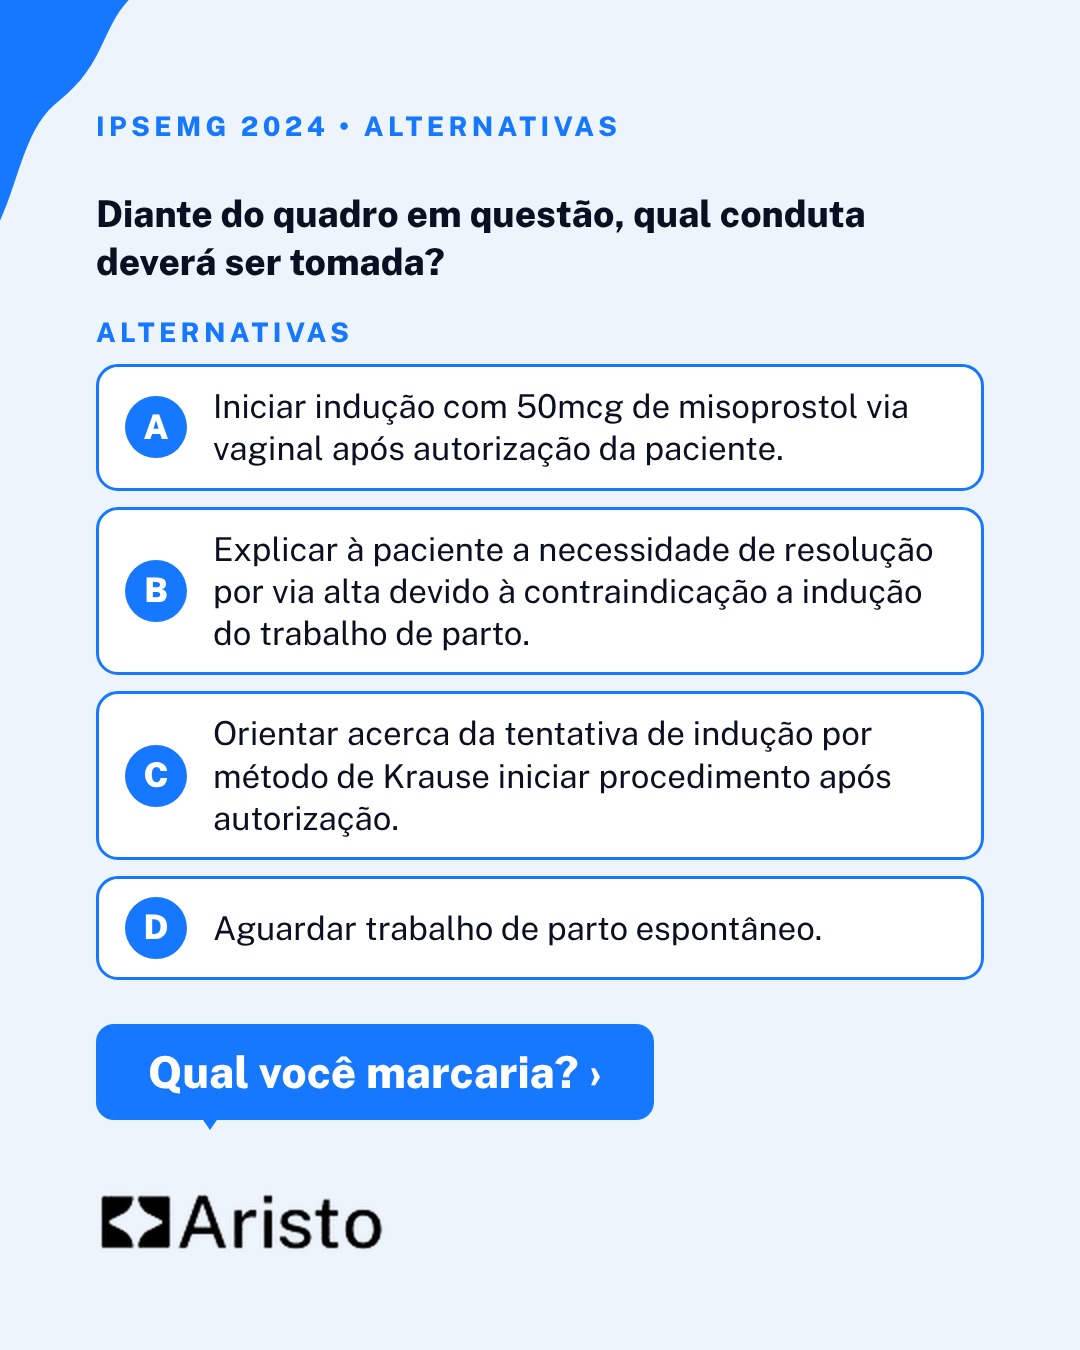 IPSEMG 2024 • ALTERNATIVAS
Diante do quadro em questão, qual conduta
deverá ser tomada?
ALTERNATIVAS
A
Iniciar indução com 50mcg de misoprostol via
vaginal após autorização da paciente.
B
Explicar à paciente a necessidade de resolução
por via alta devido à contraindicação a indução
do trabalho de parto.
C
Orientar acerca da tentativa de indução por
método de Krause iniciar procedimento após
autorização.
D
Aguardar trabalho de parto espontâneo.
Qual você marcaria? ›
Aristo